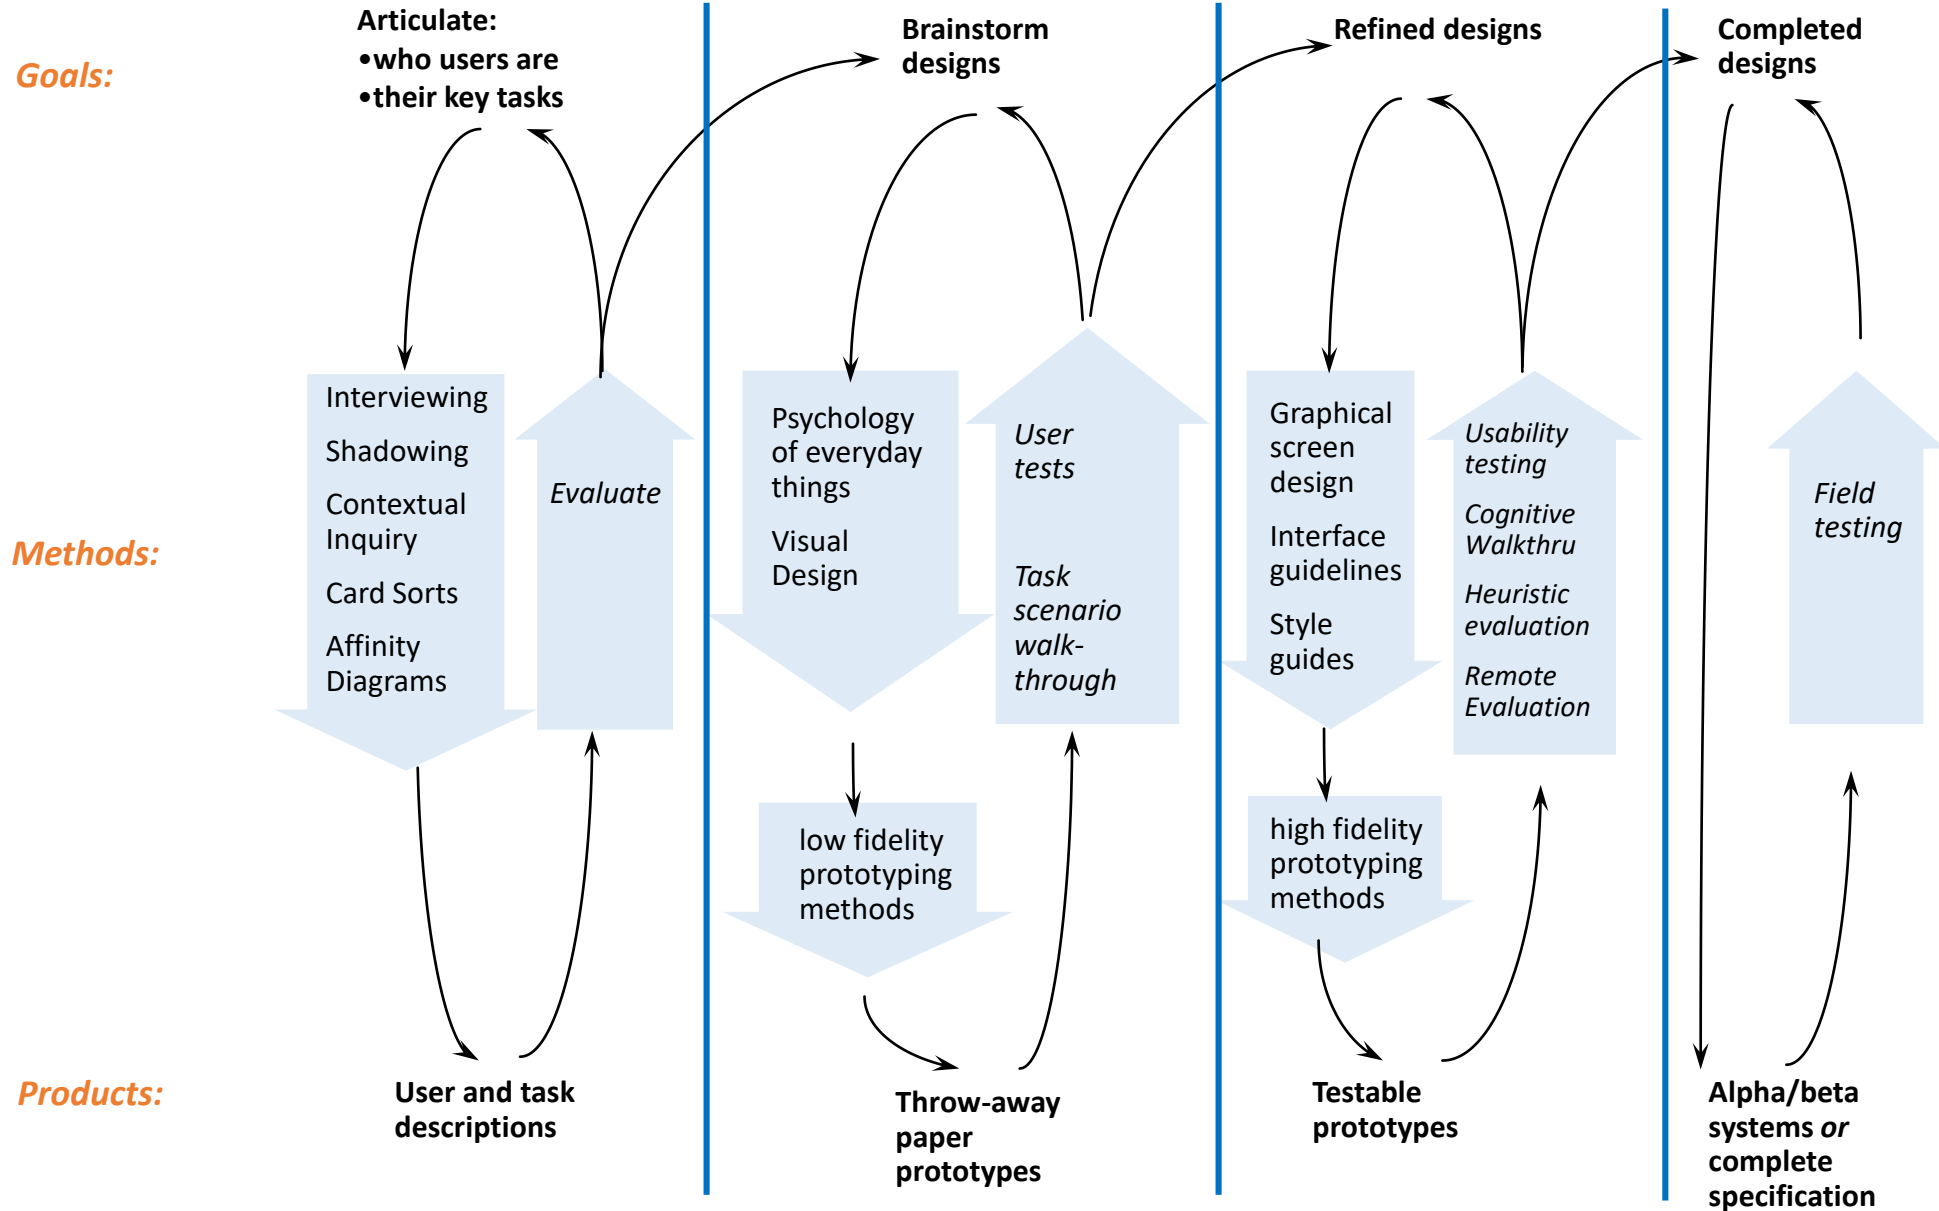 Goals:
Articulate:
•who users are
•their key tasks
Brainstorm
designs
Refined designs
Completed
designs
Methods:
Interviewing
Shadowing
Contextual
Inquiry
Card Sorts
Affinity
Diagrams
Evaluate
Psychology
of everyday
things
Visual
Design
low fidelity
prototyping
methods
User
tests
Task
scenario
walk-
through
Graphical
screen
design
Interface
guidelines
Style
guides
high fidelity
prototyping
methods
Usability
testing
Cognitive
Walkthru
Heuristic
evaluation
Remote
Evaluation
Field
testing
Products:
User and task
descriptions
Throw-away
paper
prototypes
Testable
prototypes
Alpha/beta
systems or
complete
specification